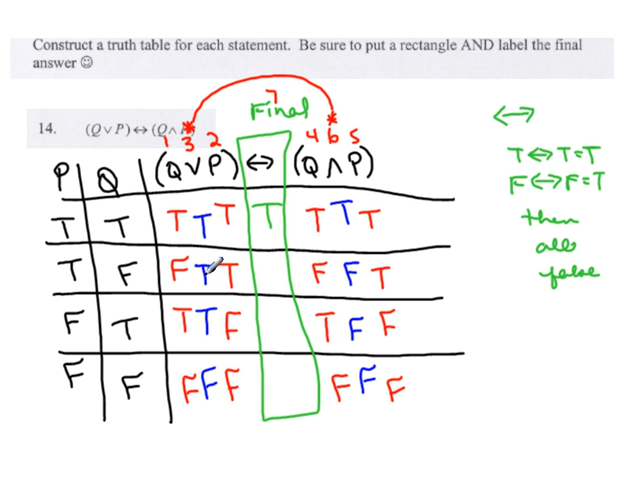 Construct a truth table for each statement. Be sure to put a rectangle AND label the final
answer ☺
7
Final
14. (Q∨P)↔(Q∧
1 3 2 4 6 5
P Q (Q∨P) ↔ (Q∧P)
T T T T T T T T T
T F F T T F F T
F T T T F T F F
F F F F F F F F
↔
T↔T=T
F↔F=T
then
all
false